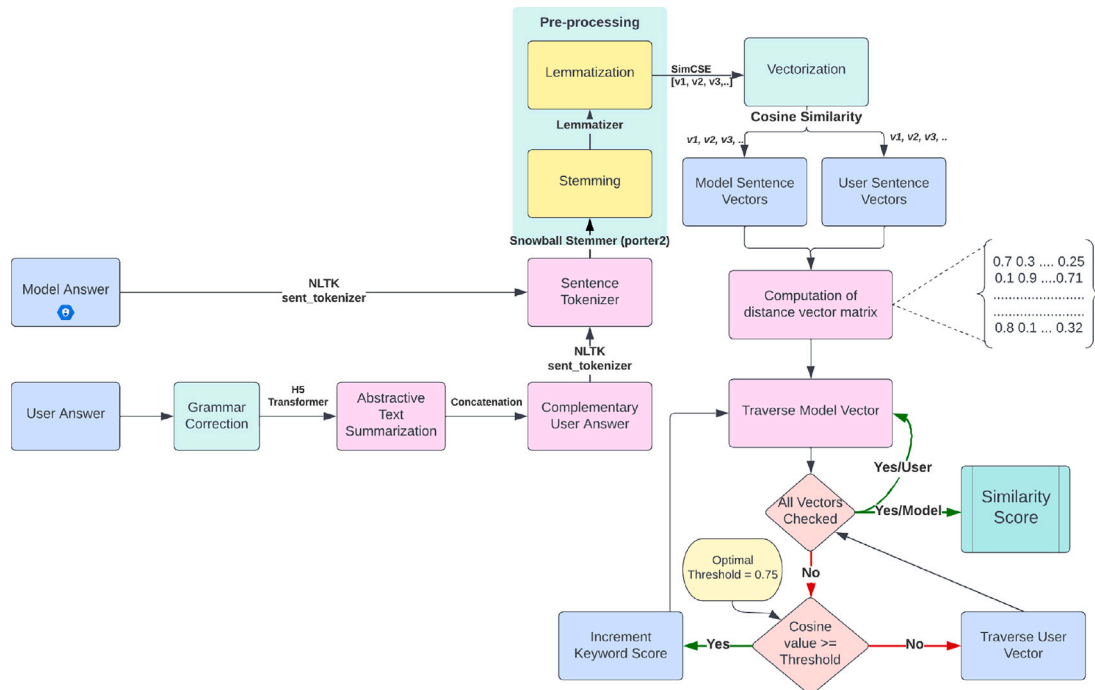 Pre-processing
Lemmatization
SimCSE
[v1, v2, v3,..]
Vectorization
Lemmatizer
Cosine Similarity
v1, v2, v3, ..
v1, v2, v3, ..
Stemming
Model Sentence
Vectors
User Sentence
Vectors
Snowball Stemmer (porter2)
Model Answer
NLTK
sent_tokenizer
Sentence
Tokenizer
Computation of
distance vector matrix
0.7 0.3 .... 0.25
0.1 0.9 ....0.71
........................
........................
0.8 0.1 ... 0.32
NLTK
sent_tokenizer
User Answer
Grammar
Correction
H5
Transformer
Abstractive
Text
Summarization
Concatenation
Complementary
User Answer
Traverse Model Vector
Yes/User
All Vectors
Checked
Yes/Model
Similarity
Score
Optimal
Threshold = 0.75
No
Increment
Keyword Score
Yes
Cosine
value >=
Threshold
No
Traverse User
Vector